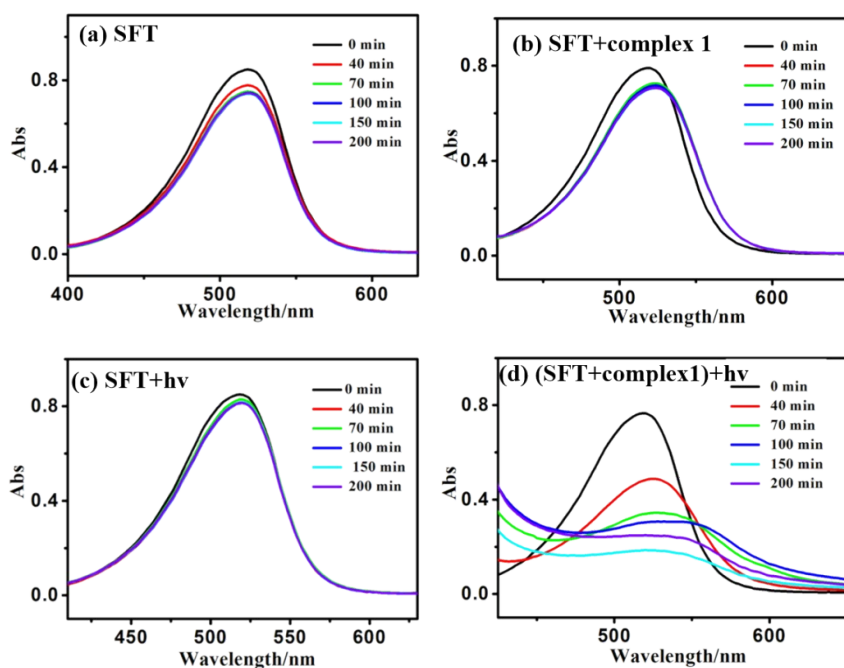 (a) SFT
0 min
40 min
70 min
100 min
150 min
200 min
Abs
0.8
0.4
0.0
400
500
600
Wavelength/nm
(b) SFT+complex 1
0 min
40 min
70 min
100 min
150 min
200 min
Abs
0.8
0.4
0.0
500
600
Wavelength/nm
(c) SFT+hv
0 min
40 min
70 min
100 min
150 min
200 min
Abs
0.8
0.4
0.0
450
500
550
600
Wavelength/nm
(d) (SFT+complex1)+hv
0 min
40 min
70 min
100 min
150 min
200 min
Abs
0.8
0.4
0.0
500
600
Wavelength/nm